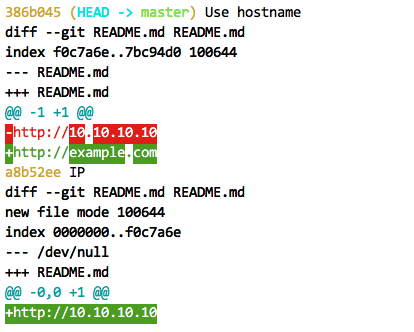 386b045 (HEAD -> master) Use hostname
diff --git README.md README.md
index f0c7a6e..7bc94d0 100644
--- README.md
+++ README.md
@@ -1 +1 @@
-http://10.10.10.10
+http://example.com
a8b52ee IP
diff --git README.md README.md
new file mode 100644
index 0000000..f0c7a6e
--- /dev/null
+++ README.md
@@ -0,0 +1 @@
+http://10.10.10.10